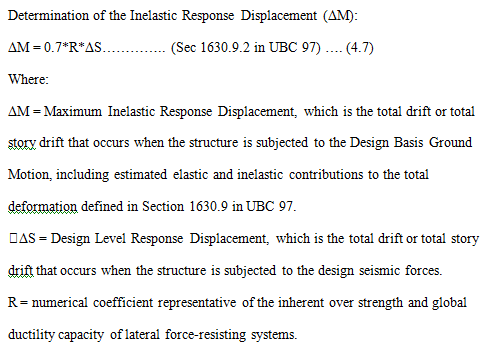 Determination of the Inelastic Response Displacement (ΔM):
ΔM = 0.7*R*ΔS.............. (Sec 1630.9.2 in UBC 97) .... (4.7)
Where:
ΔM = Maximum Inelastic Response Displacement, which is the total drift or total
story drift that occurs when the structure is subjected to the Design Basis Ground
Motion, including estimated elastic and inelastic contributions to the total
deformation defined in Section 1630.9 in UBC 97.
□ΔS = Design Level Response Displacement, which is the total drift or total story
drift that occurs when the structure is subjected to the design seismic forces.
R = numerical coefficient representative of the inherent over strength and global
ductility capacity of lateral force-resisting systems.